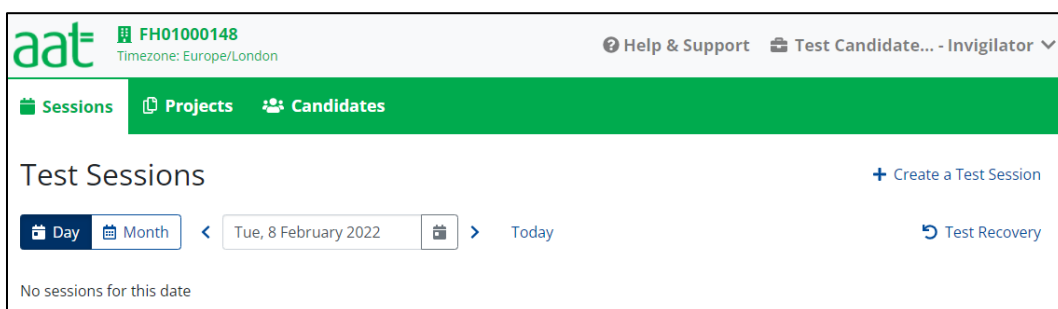 aat
FH01000148
Timezone: Europe/London
Help & Support
Test Candidate... - Invigilator
Sessions
Projects
Candidates
Test Sessions
Create a Test Session
Day
Month
Tue, 8 February 2022
Today
Test Recovery
No sessions for this date